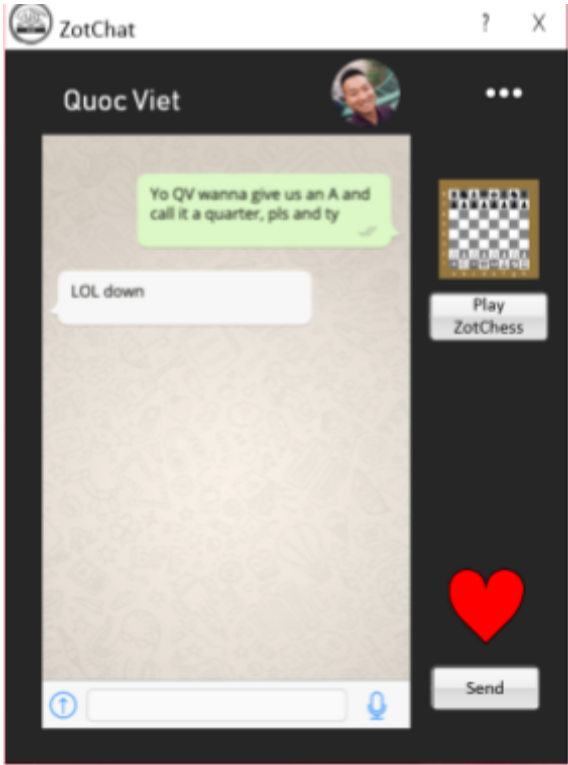 ZotChat
? X
Quoc Viet
Yo QV wanna give us an A and
call it a quarter, pls and ty
LOL down
Play
ZotChess
Send